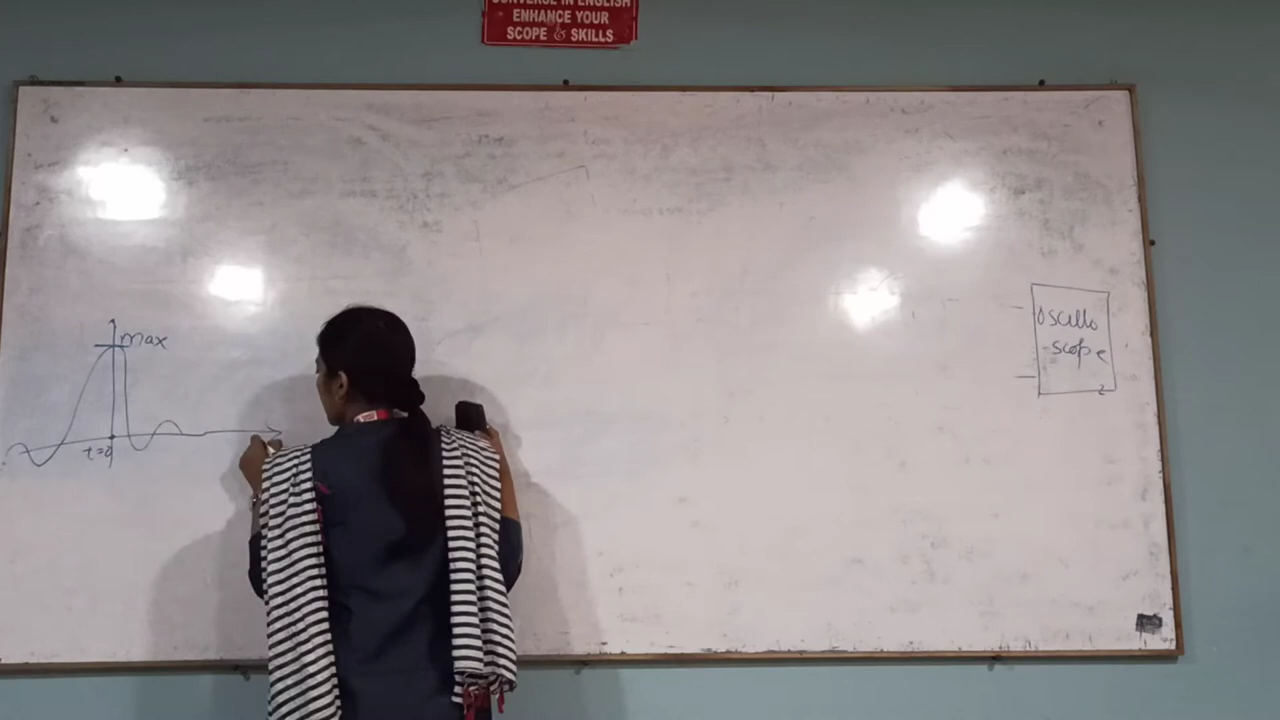 CONVERSE IN ENGLISH
ENHANCE YOUR
SCOPE & SKILLS
max
t=0
Oscillo
-scope